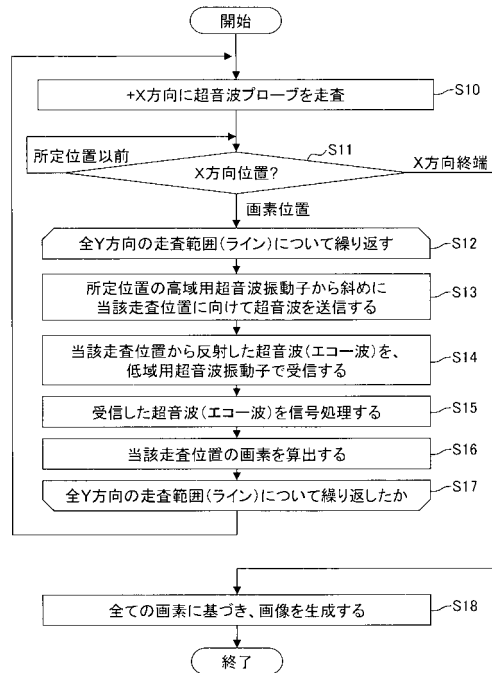 開始
+X方向に超音波プローブを走査
S10
所定位置以前
S11
X方向位置?
X方向終端
画素位置
全Y方向の走査範囲(ライン)について繰り返す
S12
所定位置の高域用超音波振動子から斜めに
当該走査位置に向けて超音波を送信する
S13
当該走査位置から反射した超音波(エコー波)を、
低域用超音波振動子で受信する
S14
受信した超音波(エコー波)を信号処理する
S15
当該走査位置の画素を算出する
S16
全Y方向の走査範囲(ライン)について繰り返したか
S17
全ての画素に基づき、画像を生成する
S18
終了